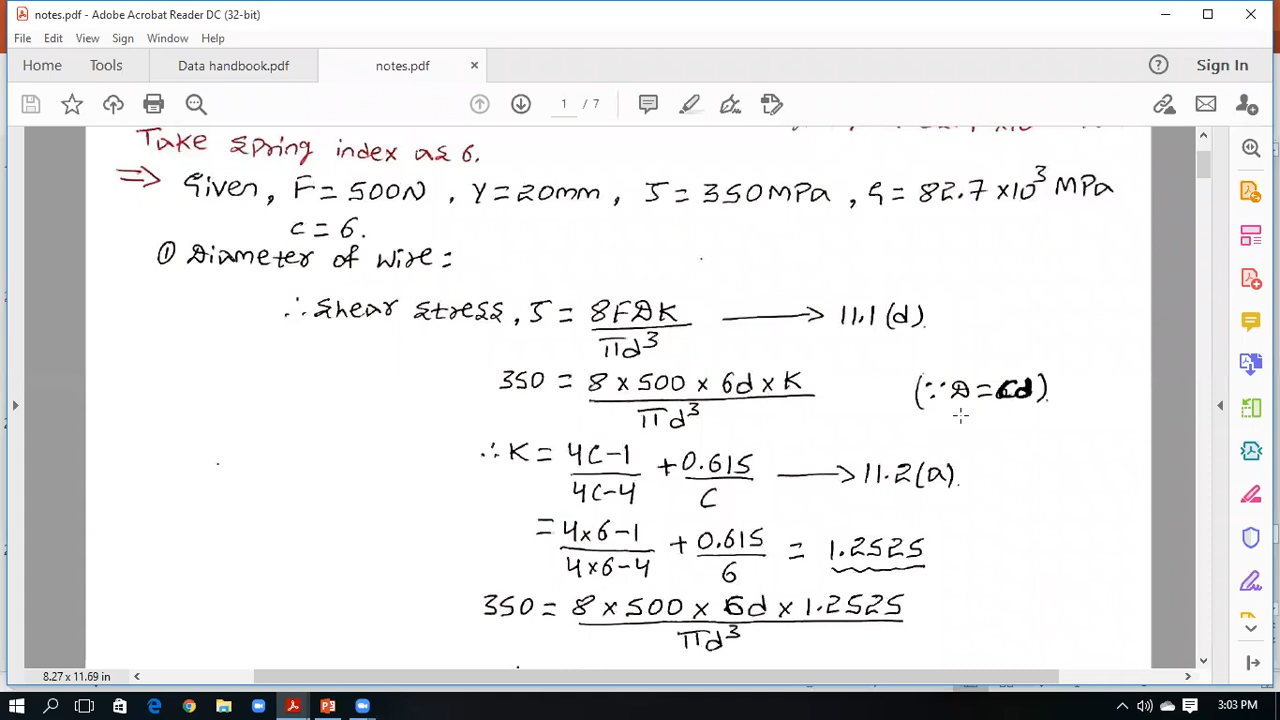 notes.pdf - Adobe Acrobat Reader DC (32-bit)
File Edit View Sign Window Help
Home Tools Data handbook.pdf notes.pdf × Sign In
1 / 7
Take spring index as 6.
⇒ Given, F = 500N, Y = 20mm, τ = 350MPa, G = 82.7 ×10³ MPa
C = 6.
① Diameter of wire:
∴ Shear stress, τ = 8FDK / πd³ → 11.1(d).
350 = 8 × 500 × 6d × K / πd³ (∵ D = Cd).
∴ K = 4C-1 / 4C-4 + 0.615 / C → 11.2(a).
= 4×6-1 / 4×6-4 + 0.615 / 6 = 1.2525
350 = 8 × 500 × 6d × 1.2525 / πd³
8.27 x 11.69 in
3:03 PM